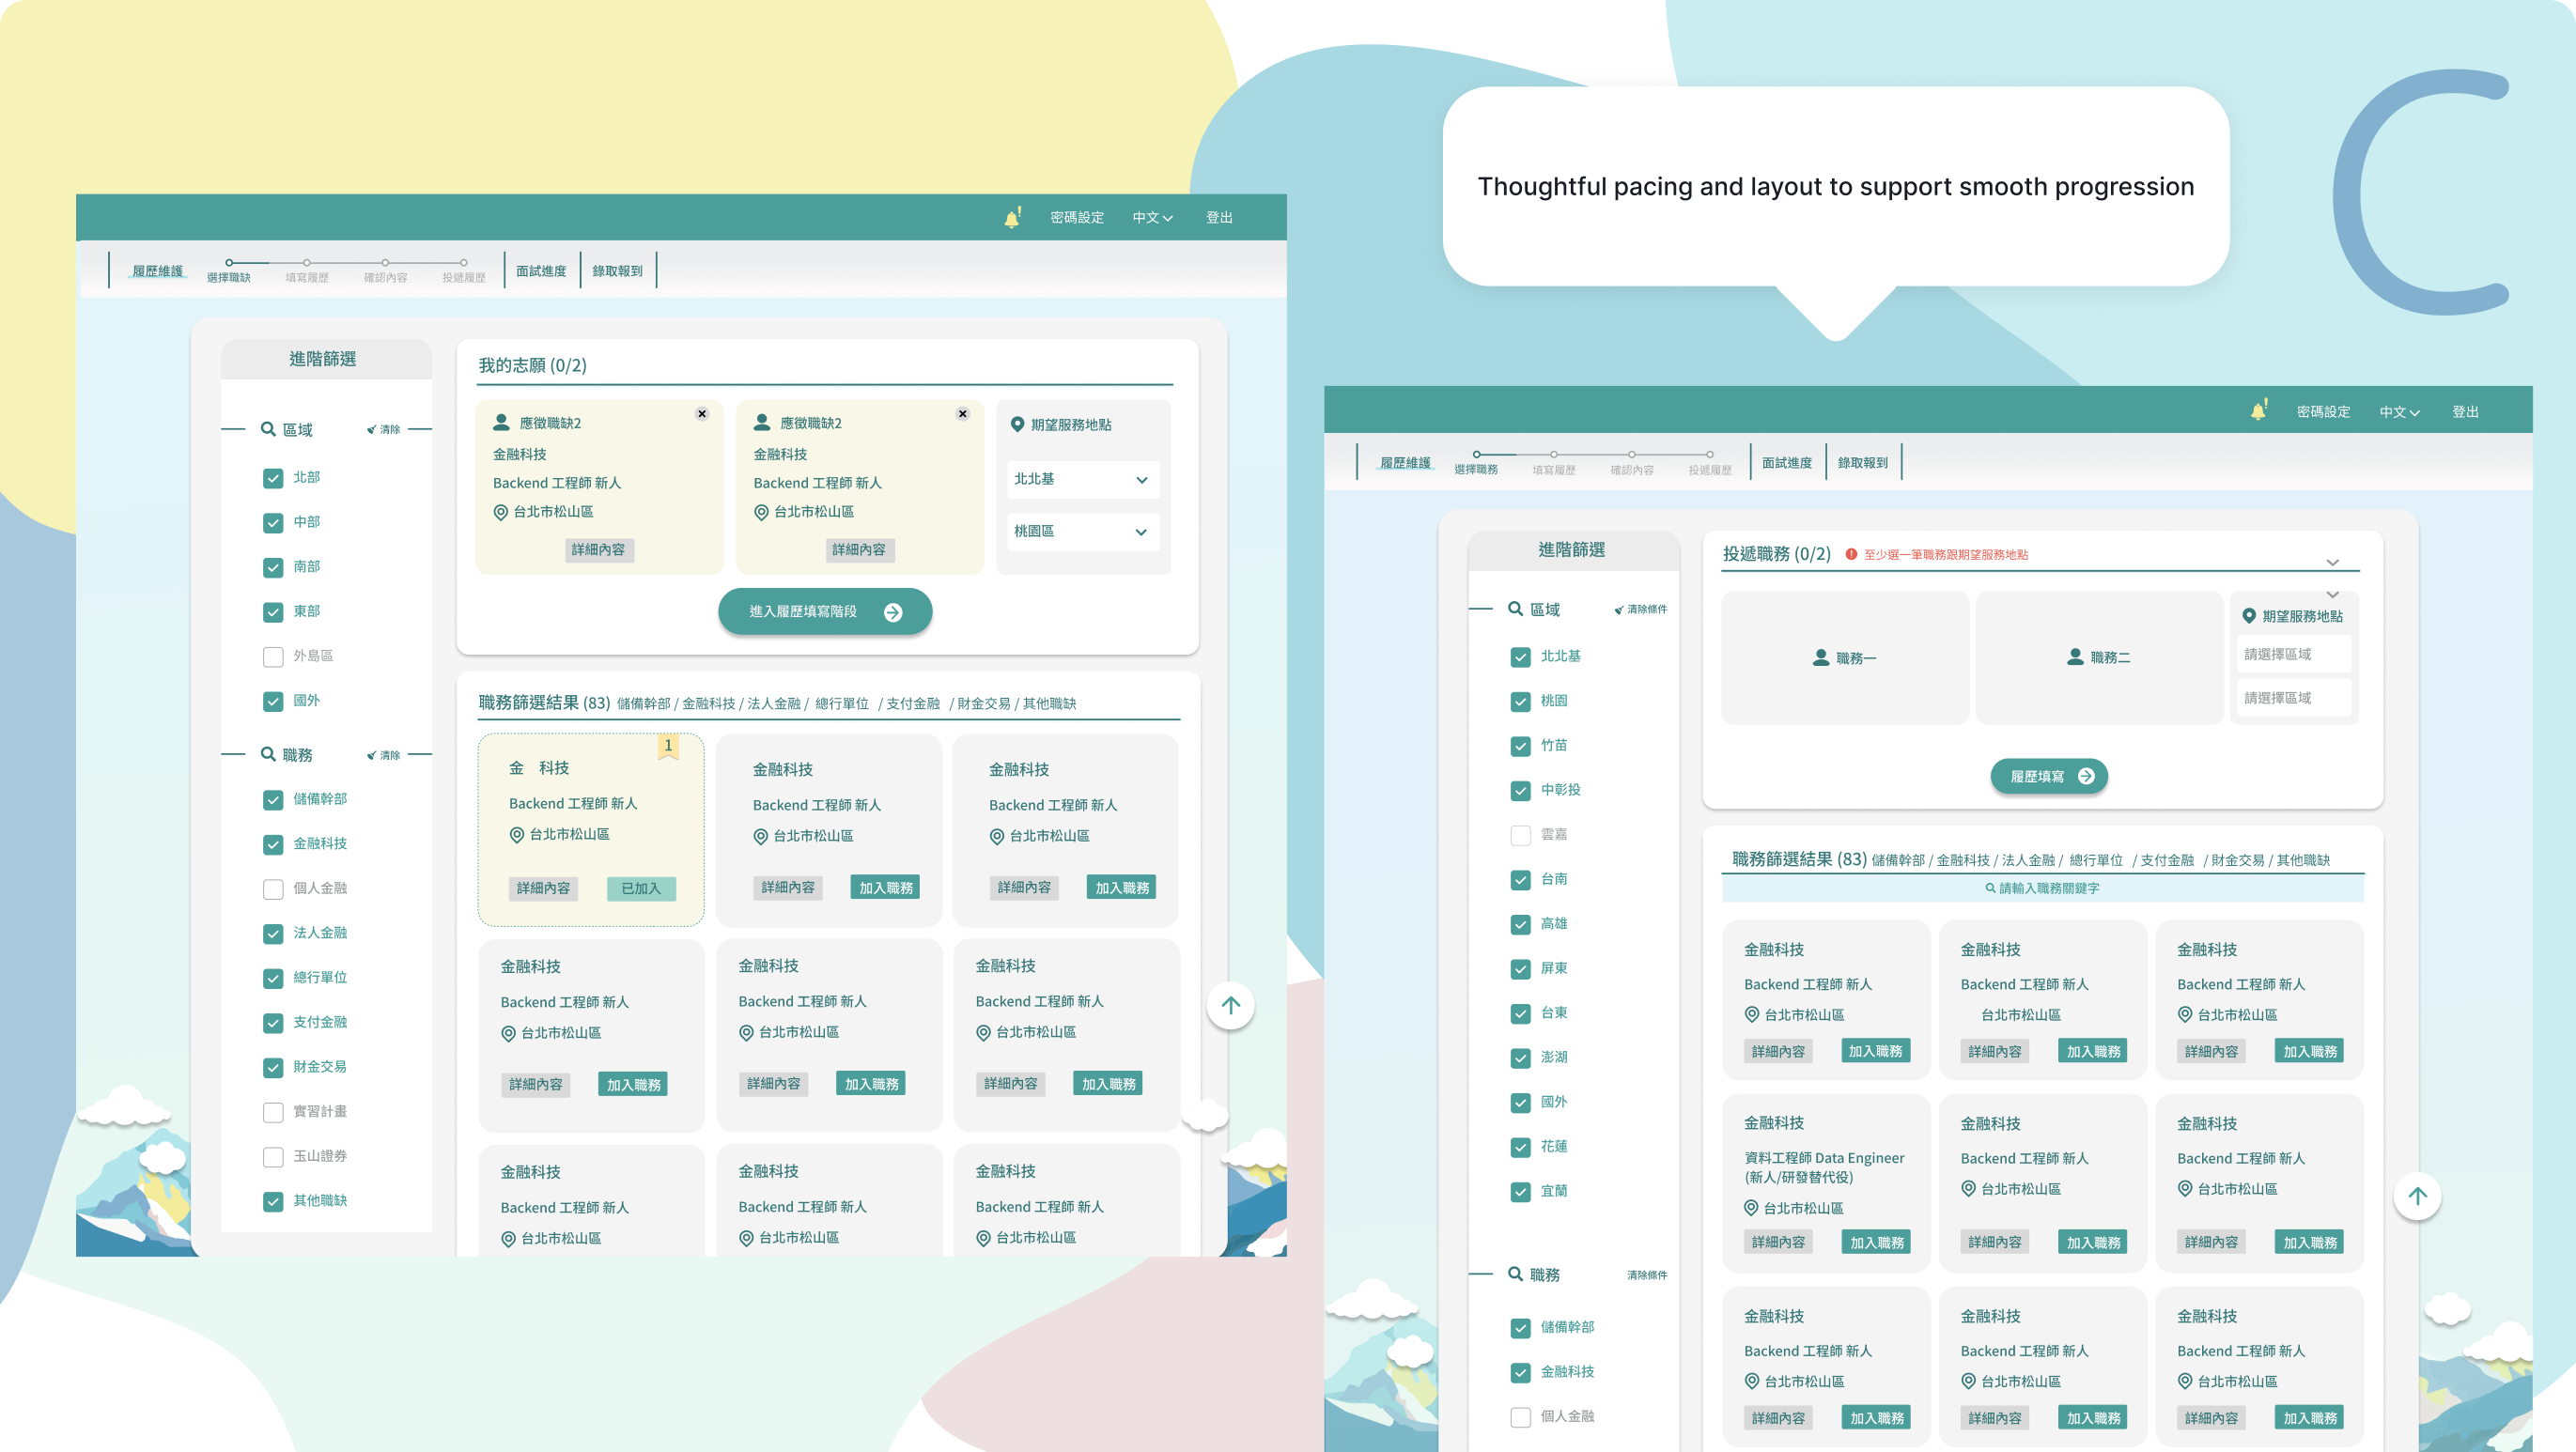 Thoughtful pacing and layout to support smooth progression
C
密碼設定 中文 登出
履歷維護 選擇職缺 填寫履歷 確認內容 投遞履歷 面試進度 錄取報到
進階篩選
區域 清除
北部
中部
南部
東部
外島區
國外
職務 清除
儲備幹部
金融科技
個人金融
法人金融
總行單位
支付金融
財金交易
實習計畫
玉山證券
其他職缺
我的志願 (0/2)
應徵職缺2
金融科技
Backend 工程師 新人
台北市松山區
詳細內容
應徵職缺2
金融科技
Backend 工程師 新人
台北市松山區
詳細內容
期望服務地點
北北基
桃園區
進入履歷填寫階段
職務篩選結果 (83) 儲備幹部 / 金融科技 / 法人金融 / 總行單位 / 支付金融 / 財金交易 / 其他職缺
1
金 科技
Backend 工程師 新人
台北市松山區
詳細內容 已加入
金融科技
Backend 工程師 新人
台北市松山區
詳細內容 加入職務
金融科技
Backend 工程師 新人
台北市松山區
詳細內容 加入職務
金融科技
Backend 工程師 新人
台北市松山區
詳細內容 加入職務
金融科技
Backend 工程師 新人
台北市松山區
詳細內容 加入職務
金融科技
Backend 工程師 新人
台北市松山區
詳細內容 加入職務
金融科技
Backend 工程師 新人
台北市松山區
金融科技
Backend 工程師 新人
台北市松山區
金融科技
Backend 工程師 新人
台北市松山區
密碼設定 中文 登出
履歷維護 選擇職務 填寫履歷 確認內容 投遞履歷 面試進度 錄取報到
進階篩選
區域 清除條件
北北基
桃園
竹苗
中彰投
雲嘉
台南
高雄
屏東
台東
澎湖
國外
花蓮
宜蘭
職務 清除條件
儲備幹部
金融科技
個人金融
投遞職務 (0/2) 至少選一筆職務跟期望服務地點
職務一
職務二
期望服務地點
請選擇區域
請選擇區域
履歷填寫
職務篩選結果 (83) 儲備幹部 / 金融科技 / 法人金融 / 總行單位 / 支付金融 / 財金交易 / 其他職缺
請輸入職務關鍵字
金融科技
Backend 工程師 新人
台北市松山區
詳細內容 加入職務
金融科技
Backend 工程師 新人
台北市松山區
詳細內容 加入職務
金融科技
Backend 工程師 新人
台北市松山區
詳細內容 加入職務
金融科技
資料工程師 Data Engineer
(新人/研發替代役)
台北市松山區
詳細內容 加入職務
金融科技
Backend 工程師 新人
台北市松山區
詳細內容 加入職務
金融科技
Backend 工程師 新人
台北市松山區
詳細內容 加入職務
金融科技
Backend 工程師 新人
台北市松山區
詳細內容 加入職務
金融科技
Backend 工程師 新人
台北市松山區
詳細內容 加入職務
金融科技
Backend 工程師 新人
台北市松山區
詳細內容 加入職務